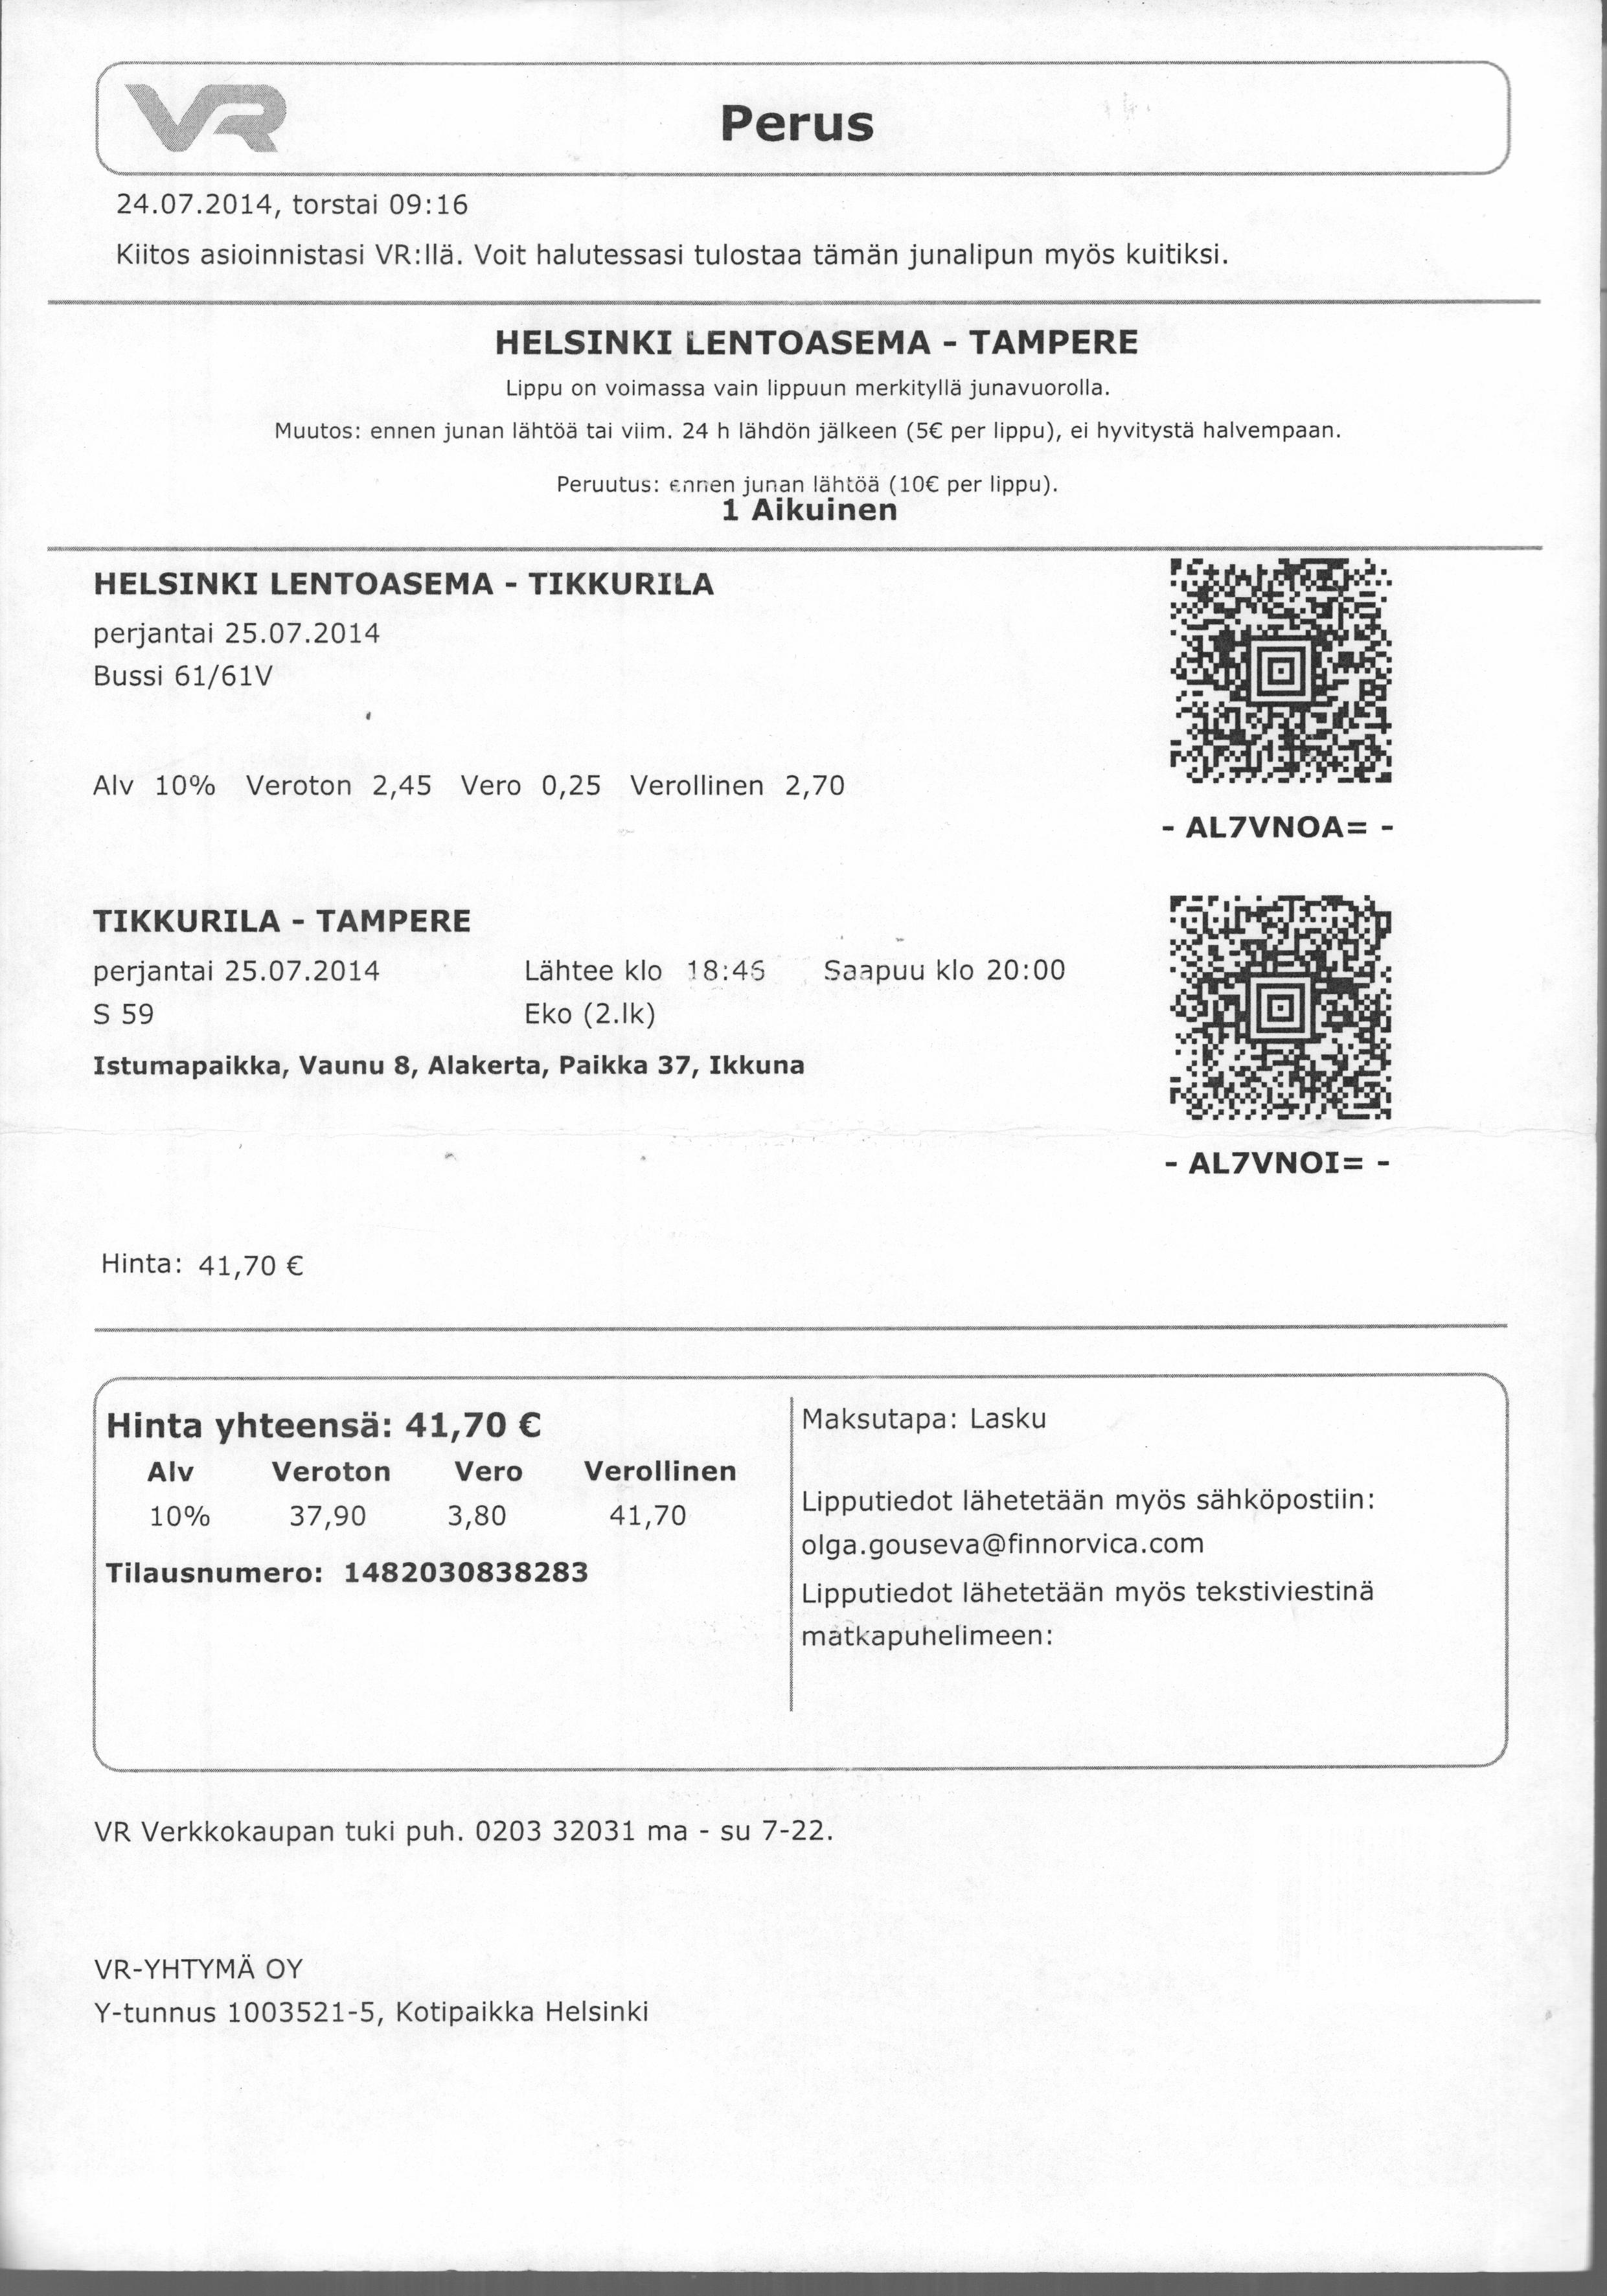 VR
Perus
24.07.2014, torstai 09:16
Kiitos asioinnistasi VR:llä. Voit halutessasi tulostaa tämän junalipun myös kuitiksi.
HELSINKI LENTOASEMA - TAMPERE
Lippu on voimassa vain lippuun merkityllä junavuorolla.
Muutos: ennen junan lähtöä tai viim. 24 h lähdön jälkeen (5€ per lippu), ei hyvitystä halvempaan.
Peruutus: ennen junan lähtöä (10€ per lippu).
1 Aikuinen
HELSINKI LENTOASEMA - TIKKURILA
perjantai 25.07.2014
Bussi 61/61V
Alv 10% Veroton 2,45 Vero 0,25 Verollinen 2,70
- AL7VNOA= -
TIKKURILA - TAMPERE
perjantai 25.07.2014 Lähtee klo 18:46 Saapuu klo 20:00
S 59 Eko (2.lk)
Istumapaikka, Vaunu 8, Alakerta, Paikka 37, Ikkuna
- AL7VNOI= -
Hinta: 41,70 €
Hinta yhteensä: 41,70 €
Alv Veroton Vero Verollinen
10% 37,90 3,80 41,70
Tilausnumero: 1482030838283
Maksutapa: Lasku
Lipputiedot lähetetään myös sähköpostiin:
olga.gouseva@finnorvica.com
Lipputiedot lähetetään myös tekstiviestinä
matkapuhelimeen:
VR Verkkokaupan tuki puh. 0203 32031 ma - su 7-22.
VR-YHTYMÄ OY
Y-tunnus 1003521-5, Kotipaikka Helsinki